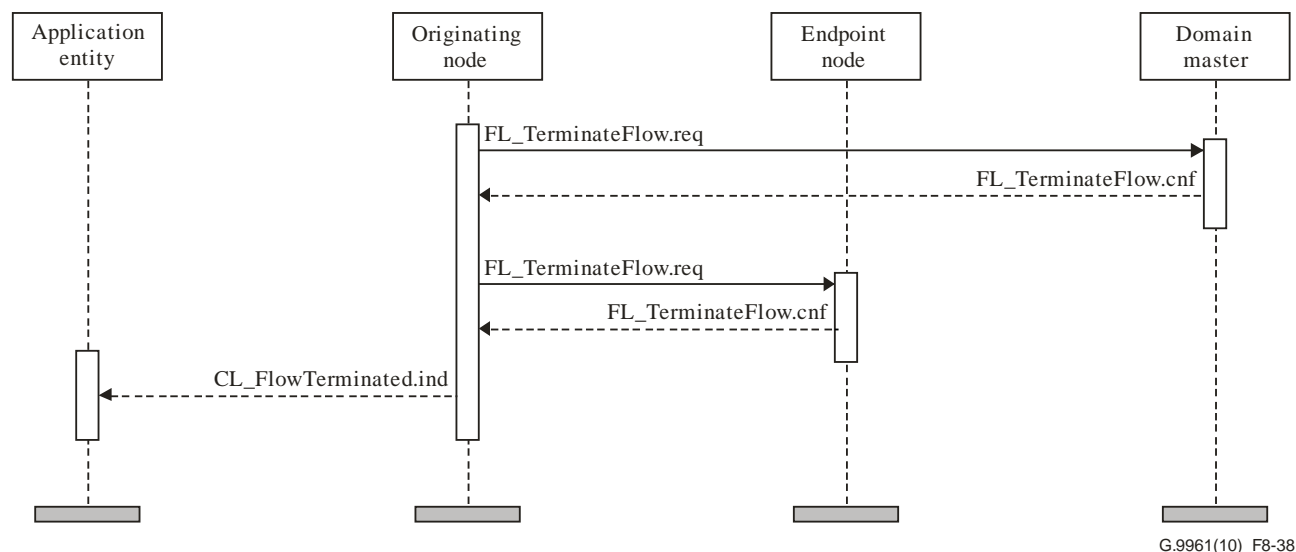 Application
entity
Originating
node
Endpoint
node
Domain
master
FL_TerminateFlow.req
FL_TerminateFlow.cnf
FL_TerminateFlow.req
FL_TerminateFlow.cnf
CL_FlowTerminated.ind
G.9961(10)_F8-38